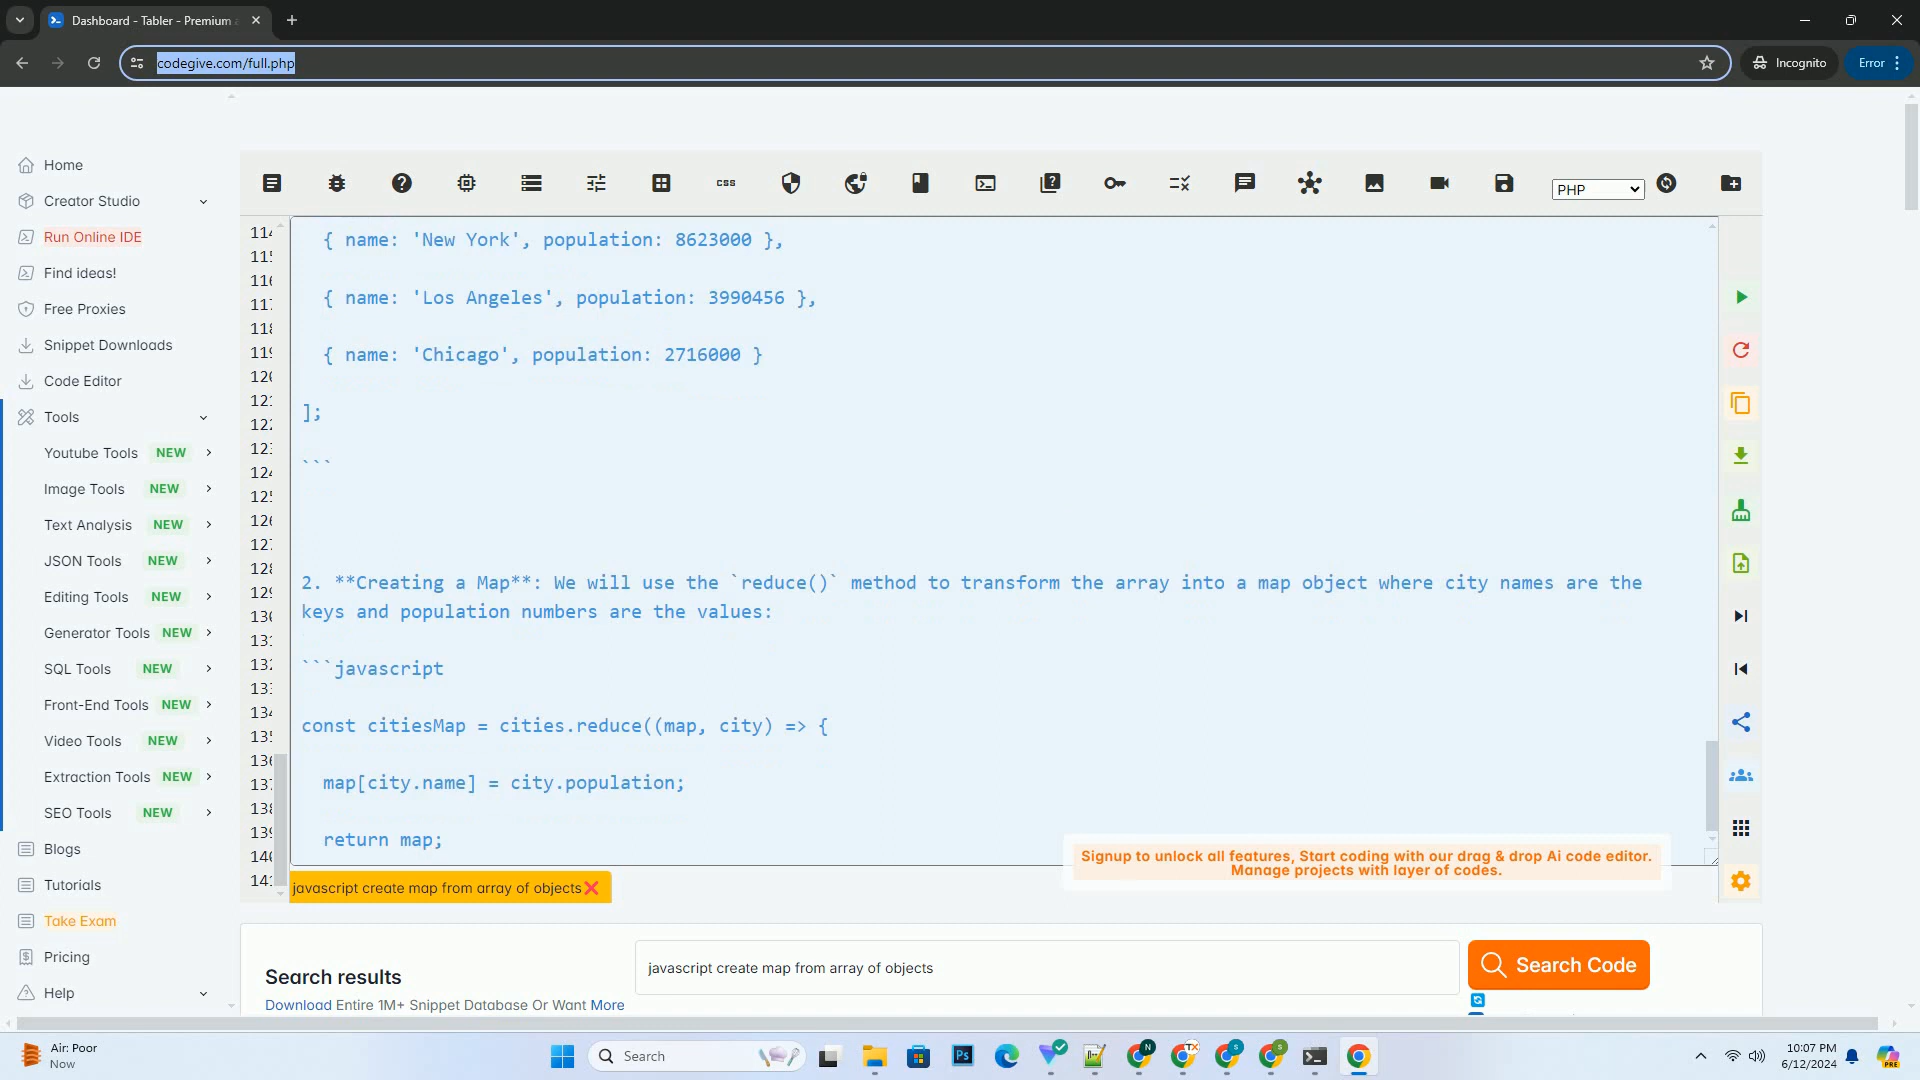 Dashboard - Tabler - Premium
codegive.com/full.php
Incognito
Error
Home
Creator Studio
Run Online IDE
Find ideas!
Free Proxies
Snippet Downloads
Code Editor
Tools
Youtube Tools NEW
Image Tools NEW
Text Analysis NEW
JSON Tools NEW
Editing Tools NEW
Generator Tools NEW
SQL Tools NEW
Front-End Tools NEW
Video Tools NEW
Extraction Tools NEW
SEO Tools NEW
Blogs
Tutorials
Take Exam
Pricing
Help
css
PHP
{ name: 'New York', population: 8623000 },
{ name: 'Los Angeles', population: 3990456 },
{ name: 'Chicago', population: 2716000 }
];
```
2. **Creating a Map**: We will use the `reduce()` method to transform the array into a map object where city names are the
keys and population numbers are the values:
```javascript
const citiesMap = cities.reduce((map, city) => {
map[city.name] = city.population;
return map;
Signup to unlock all features, Start coding with our drag & drop Ai code editor.
Manage projects with layer of codes.
javascript create map from array of objects
Search results
Download Entire 1M+ Snippet Database Or Want More
javascript create map from array of objects
Search Code
Air: Poor
Now
Search
10:07 PM
6/12/2024